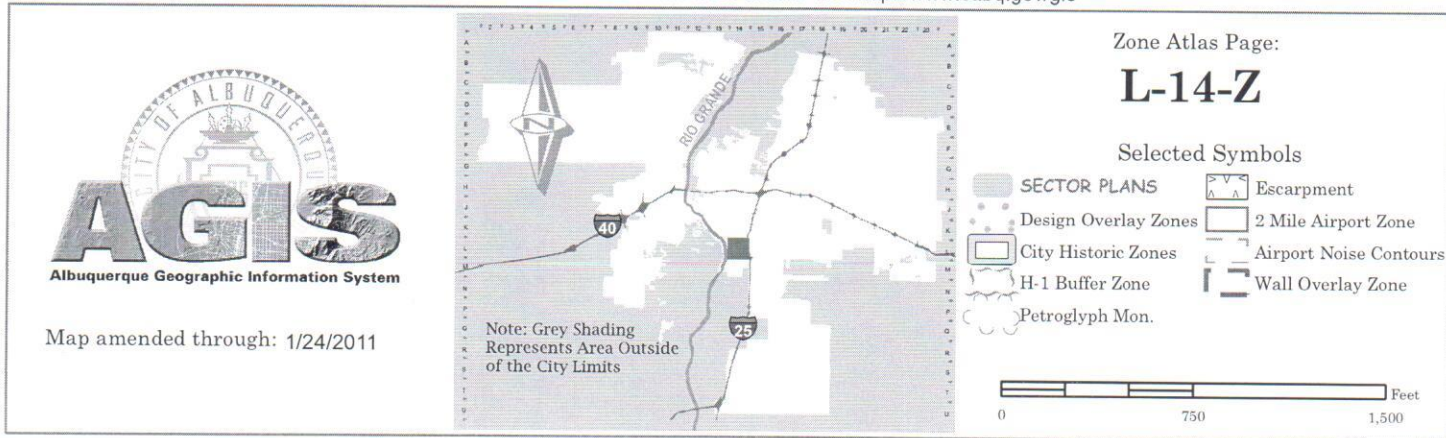 CITY OF ALBUQUERQUE
AGIS
Albuquerque Geographic Information System
Map amended through: 1/24/2011
RIO GRANDE
N
40
25
Note: Grey Shading
Represents Area Outside
of the City Limits
Zone Atlas Page:
L-14-Z
Selected Symbols
SECTOR PLANS
Design Overlay Zones
City Historic Zones
H-1 Buffer Zone
Petroglyph Mon.
Escarpment
2 Mile Airport Zone
Airport Noise Contours
Wall Overlay Zone
Feet
0 750 1,500